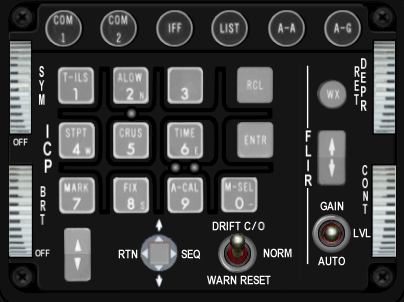 COM
1
COM
2
IFF
LIST
A-A
A-G
SYM
OFF
T-ILS
1
ALOW
2 N
3
RCL
WX
DEPR
RET
ICP
STPT
4 W
CRUS
5
TIME
6 E
ENTR
FLIR
BRT
MARK
7
FIX
8 S
A-CAL
9
M-SEL
0 -
CONT
OFF
RTN
SEQ
DRIFT C/O
NORM
WARN RESET
GAIN
LVL
AUTO